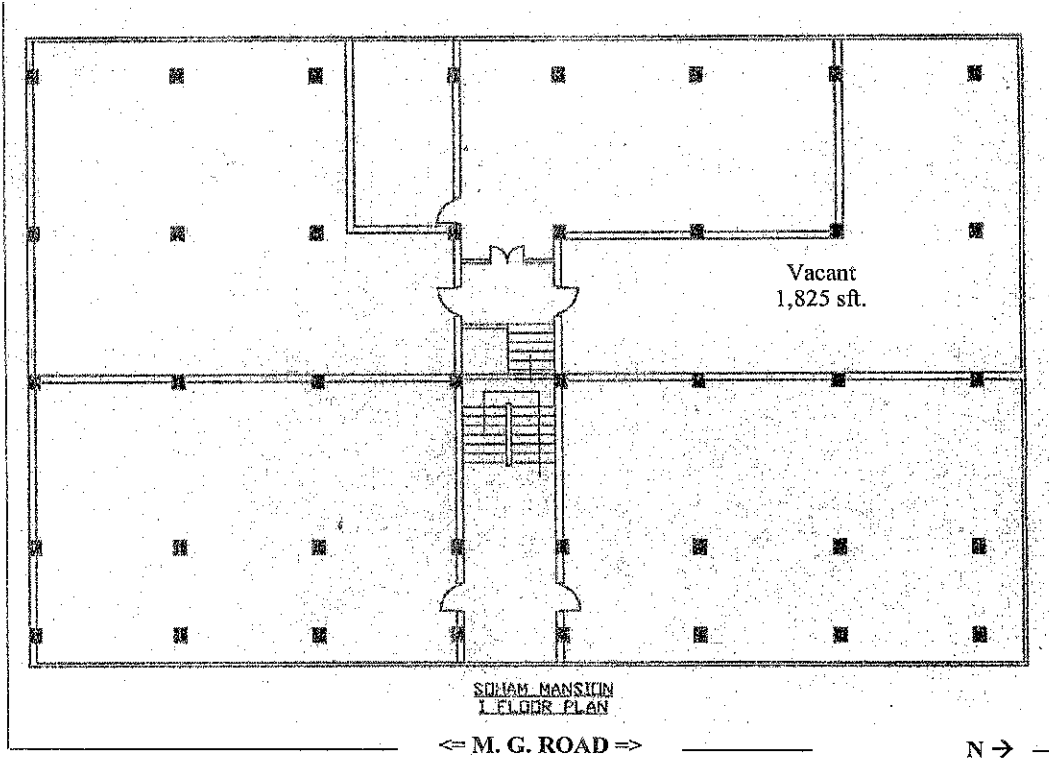 Vacant
1,825 sft.
SOHAM MANSION
I FLOOR PLAN
<= M. G. ROAD =>
N →